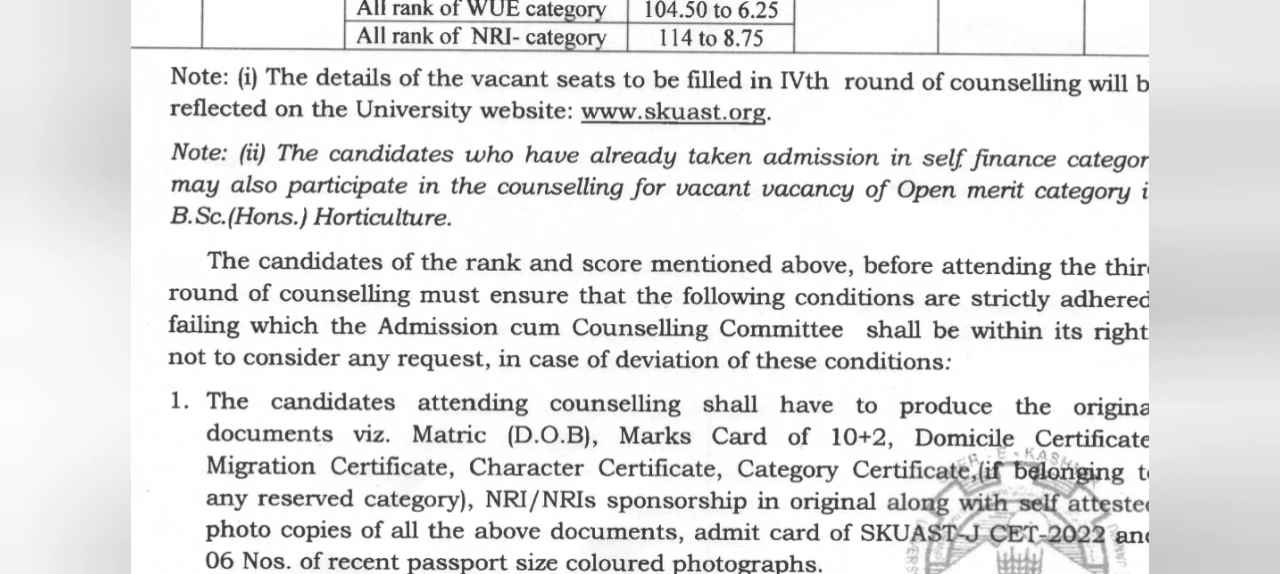 All rank of WUE category 104.50 to 6.25
All rank of NRI- category 114 to 8.75
Note: (i) The details of the vacant seats to be filled in IVth round of counselling will b
reflected on the University website: www.skuast.org.
Note: (ii) The candidates who have already taken admission in self finance categor
may also participate in the counselling for vacant vacancy of Open merit category i
B.Sc.(Hons.) Horticulture.
The candidates of the rank and score mentioned above, before attending the thir
round of counselling must ensure that the following conditions are strictly adhered
failing which the Admission cum Counselling Committee shall be within its right
not to consider any request, in case of deviation of these conditions:
1. The candidates attending counselling shall have to produce the origina
documents viz. Matric (D.O.B), Marks Card of 10+2, Domicile Certificate
Migration Certificate, Character Certificate, Category Certificate,(if belonging t
any reserved category), NRI/NRIs sponsorship in original along with self atteste
photo copies of all the above documents, admit card of SKUAST-J CET-2022 an
06 Nos. of recent passport size coloured photographs.